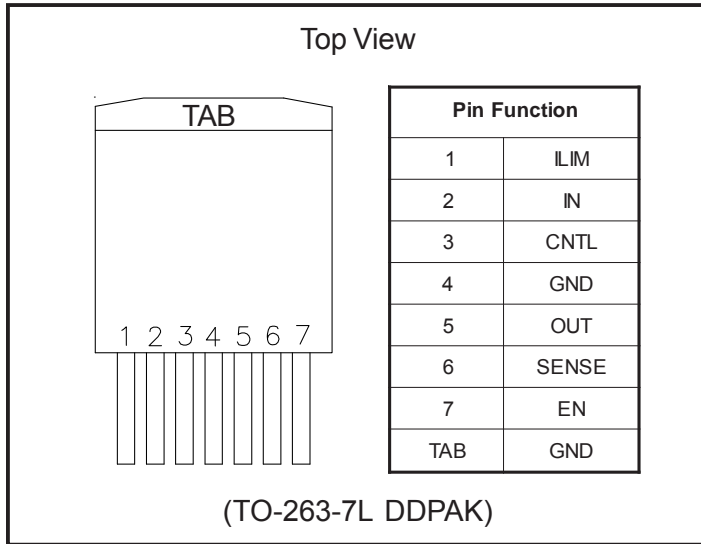 Top View
TAB
1 2 3 4 5 6 7
Pin Function
1 ILIM
2 IN
3 CNTL
4 GND
5 OUT
6 SENSE
7 EN
TAB GND
(TO-263-7L DDPAK)